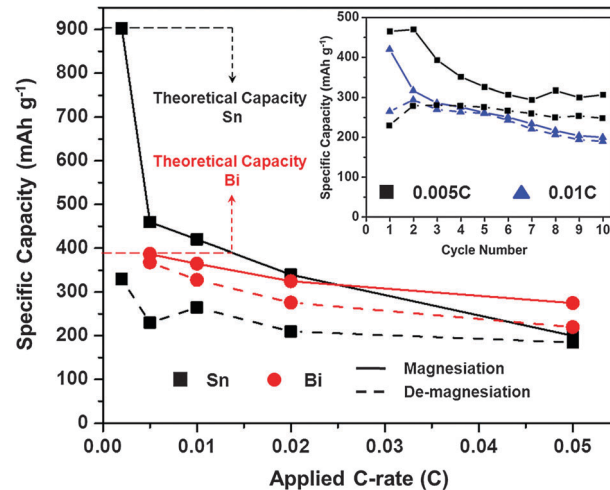 Specific Capacity (mAh g⁻¹)
900
800
700
600
500
400
300
200
100
0
0.00
0.01
0.02
0.03
0.04
0.05
Applied C-rate (C)
Theoretical Capacity
Sn
Theoretical Capacity
Bi
Sn
Bi
Magnesiation
De-magnesiation
Specific Capacity (mAh g⁻¹)
500
400
300
200
100
0
1 2 3 4 5 6 7 8 9 10
Cycle Number
0.005C
0.01C